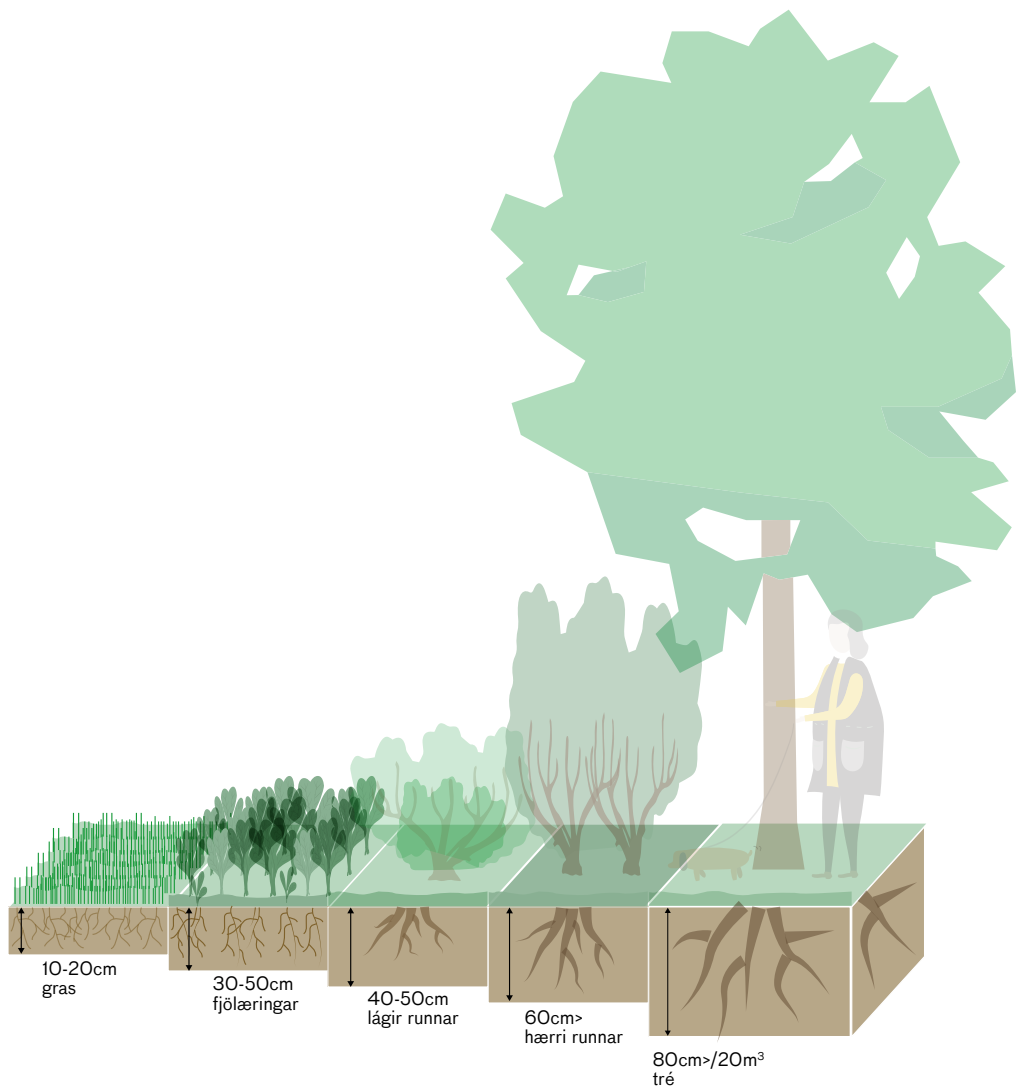 10-20cm
gras
30-50cm
fjölæringar
40-50cm
lágir runnar
60cm>
hærri runnar
80cm>/20m³
tré